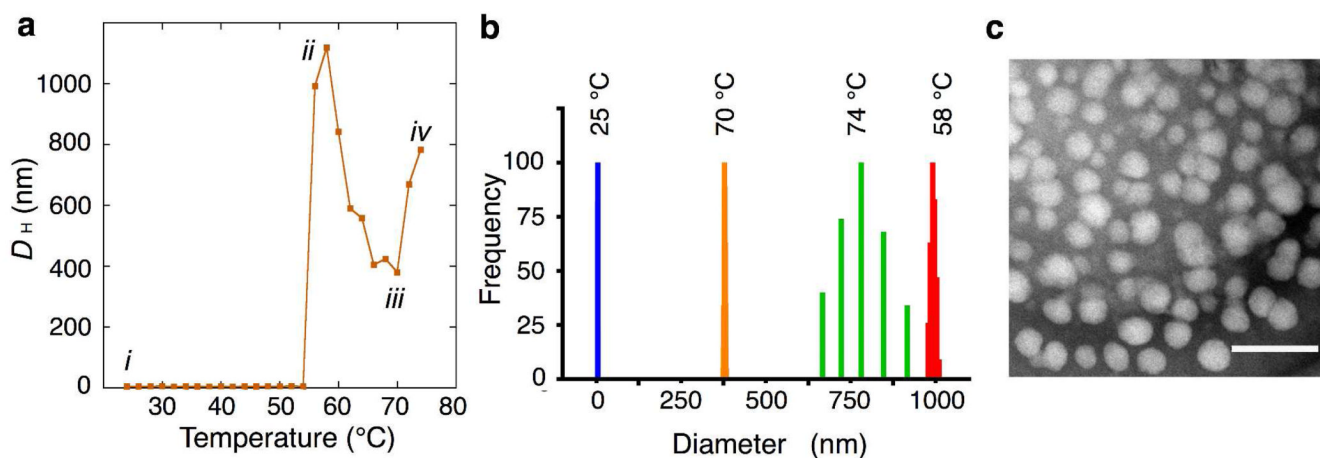 a
1000
800
600
400
200
0
D H (nm)
i
ii
iii
iv
30 40 50 60 70 80
Temperature (°C)
b
25 °C
70 °C
74 °C
58 °C
100
75
50
25
0
Frequency
0 250 500 750 1000
Diameter (nm)
c